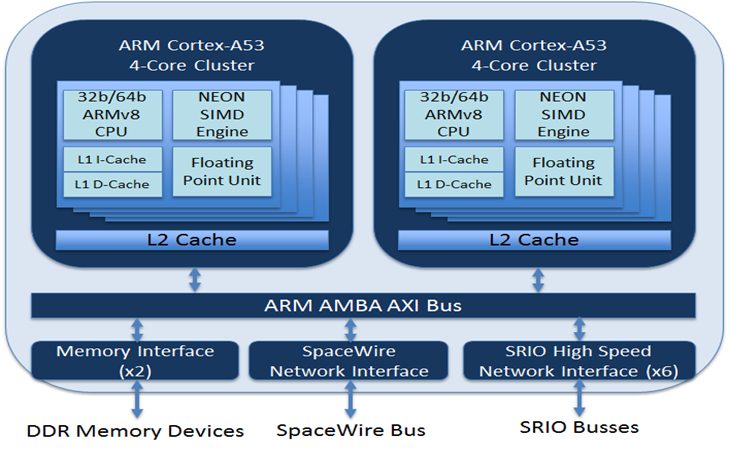 ARM Cortex-A53
4-Core Cluster
32b/64b
ARMv8
CPU
NEON
SIMD
Engine
L1 I-Cache
L1 D-Cache
Floating
Point Unit
L2 Cache
ARM Cortex-A53
4-Core Cluster
32b/64b
ARMv8
CPU
NEON
SIMD
Engine
L1 I-Cache
L1 D-Cache
Floating
Point Unit
L2 Cache
ARM AMBA AXI Bus
Memory Interface
(x2)
SpaceWire
Network Interface
SRIO High Speed
Network Interface (x6)
DDR Memory Devices
SpaceWire Bus
SRIO Busses